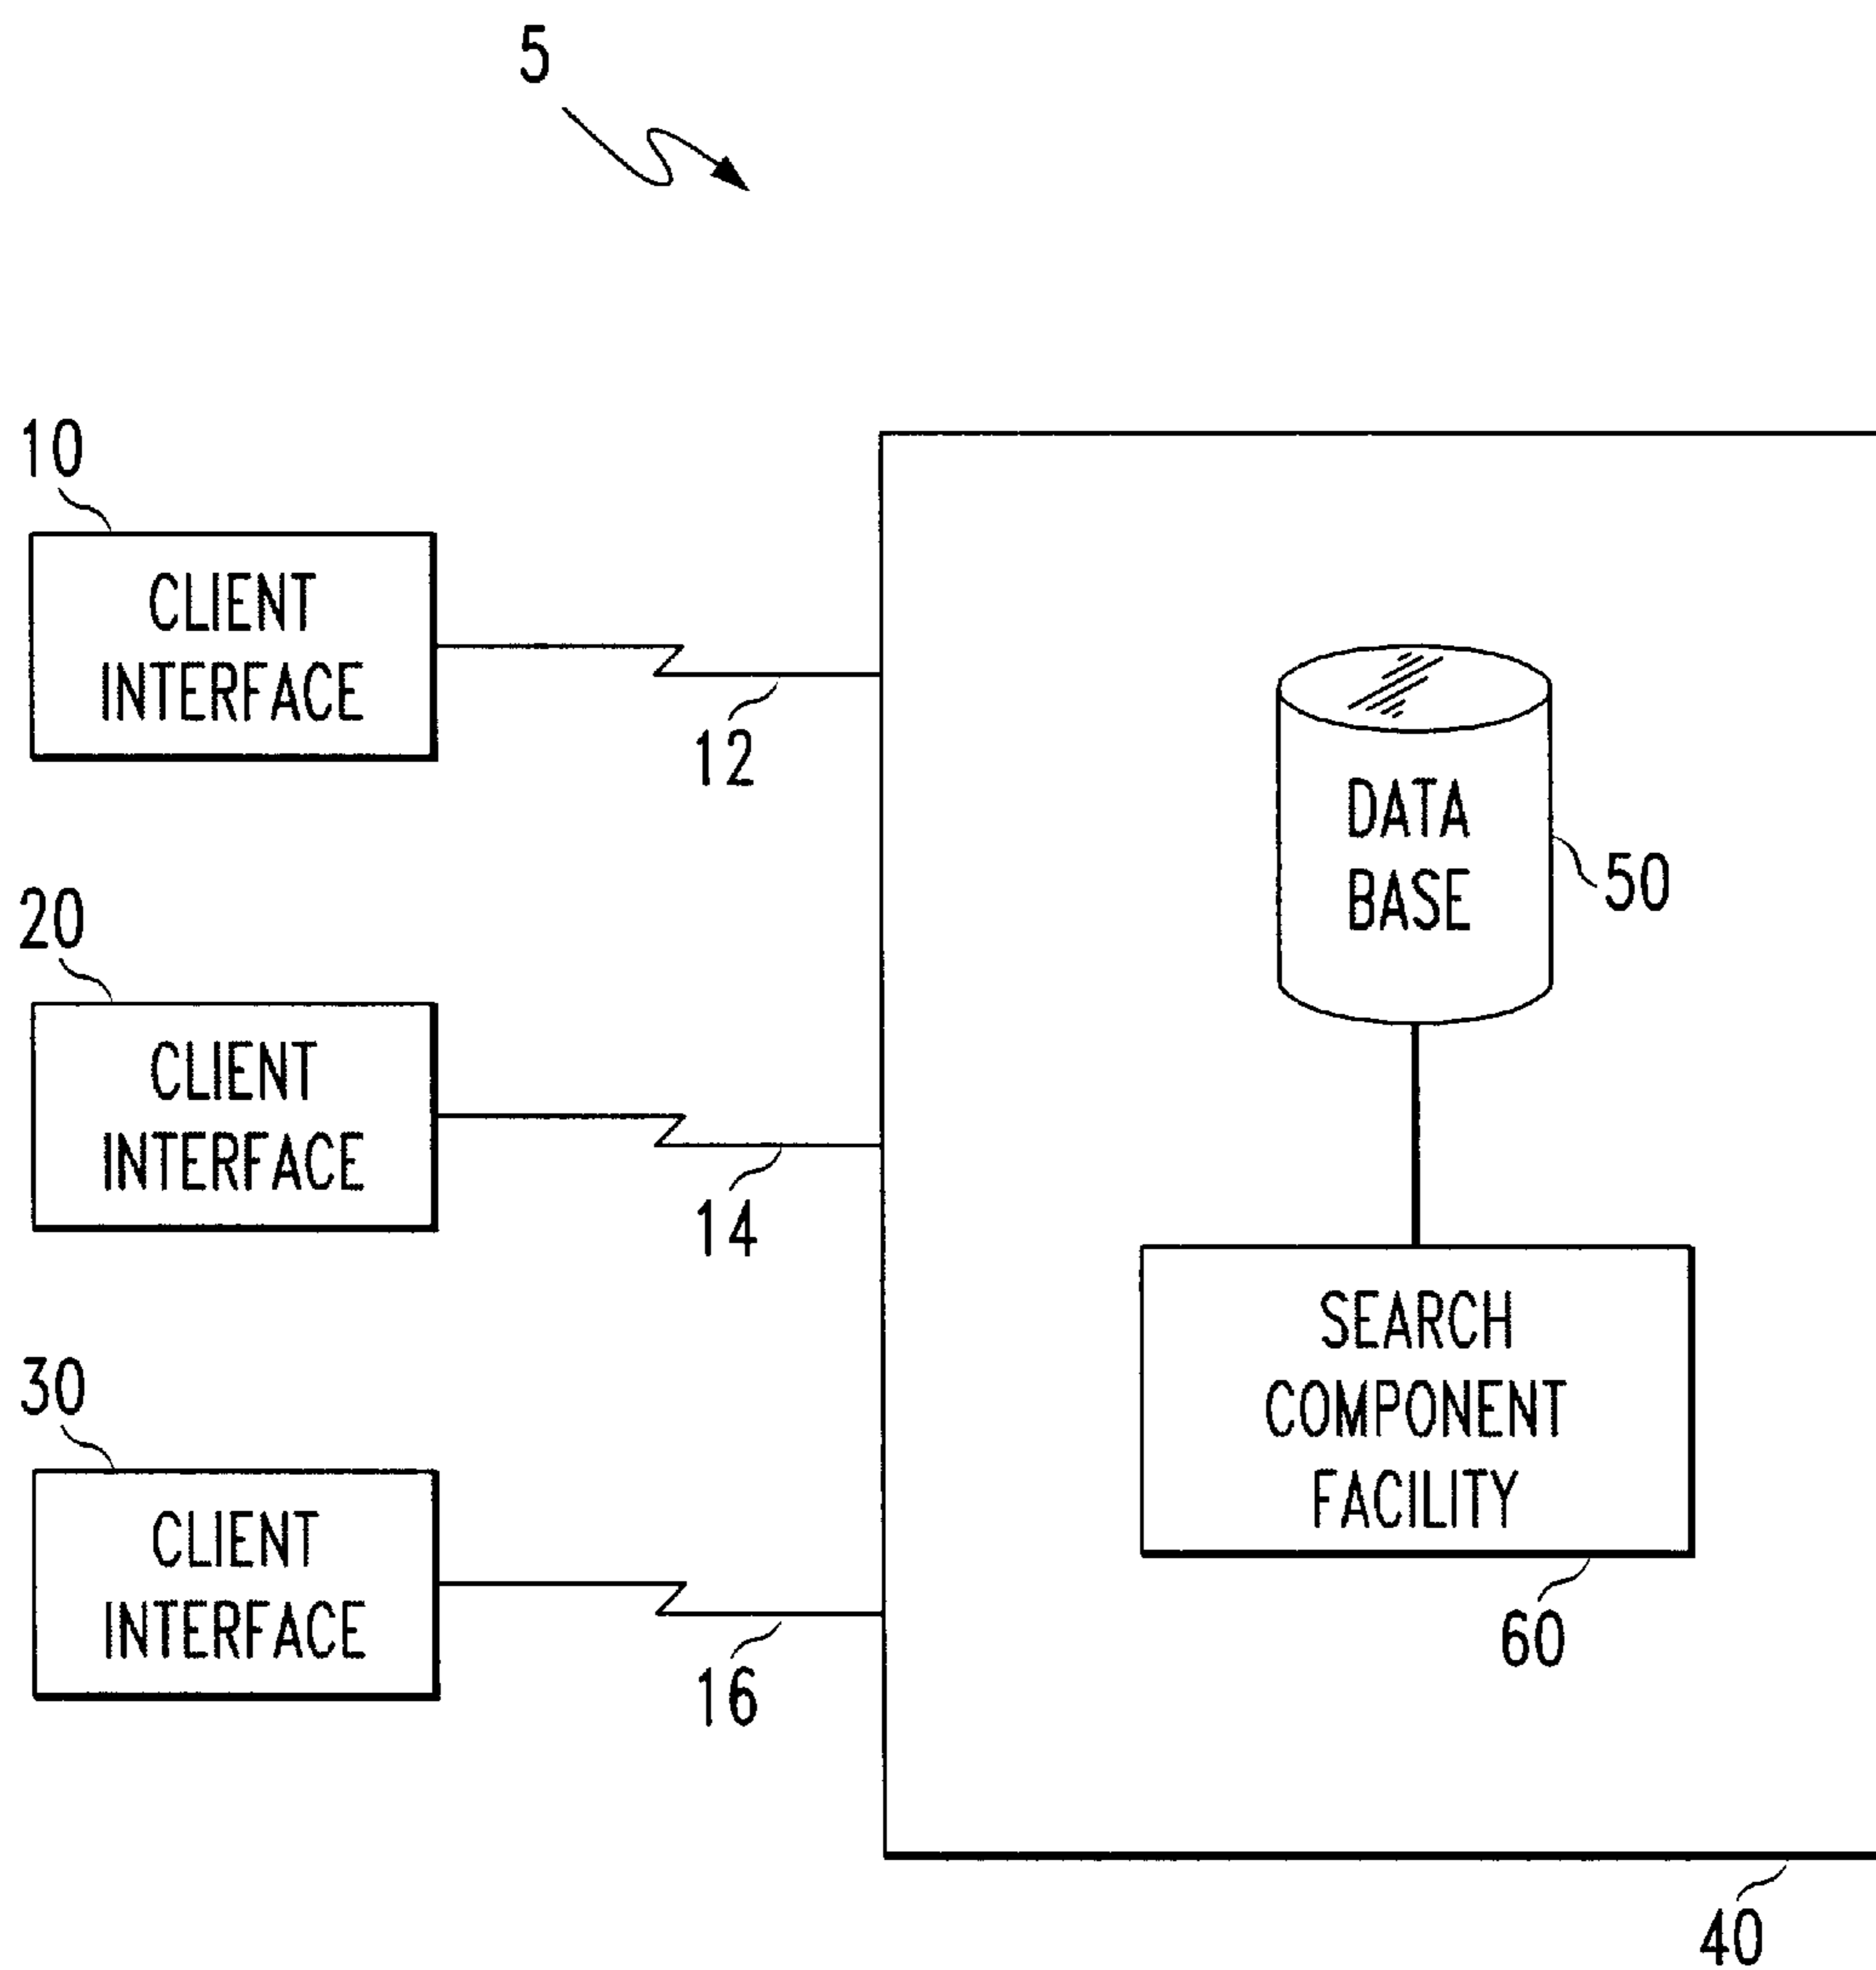 5
10
CLIENT
INTERFACE
12
DATA
BASE
50
20
CLIENT
INTERFACE
14
SEARCH
COMPONENT
FACILITY
60
30
CLIENT
INTERFACE
16
40